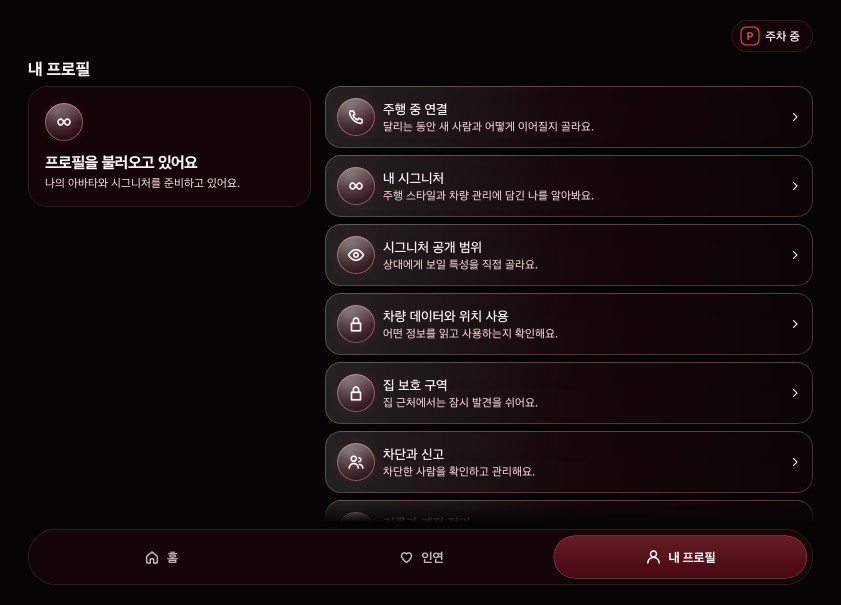 P 주차 중
내 프로필
프로필을 불러오고 있어요
나의 아바타와 시그니처를 준비하고 있어요.
주행 중 연결
달리는 동안 새 사람과 어떻게 이어질지 골라요.
내 시그니처
주행 스타일과 차량 관리에 담긴 나를 알아봐요.
시그니처 공개 범위
상대에게 보일 특성을 직접 골라요.
차량 데이터와 위치 사용
어떤 정보를 읽고 사용하는지 확인해요.
집 보호 구역
집 근처에서는 잠시 발견을 쉬어요.
차단과 신고
차단한 사람을 확인하고 관리해요.
홈
인연
내 프로필